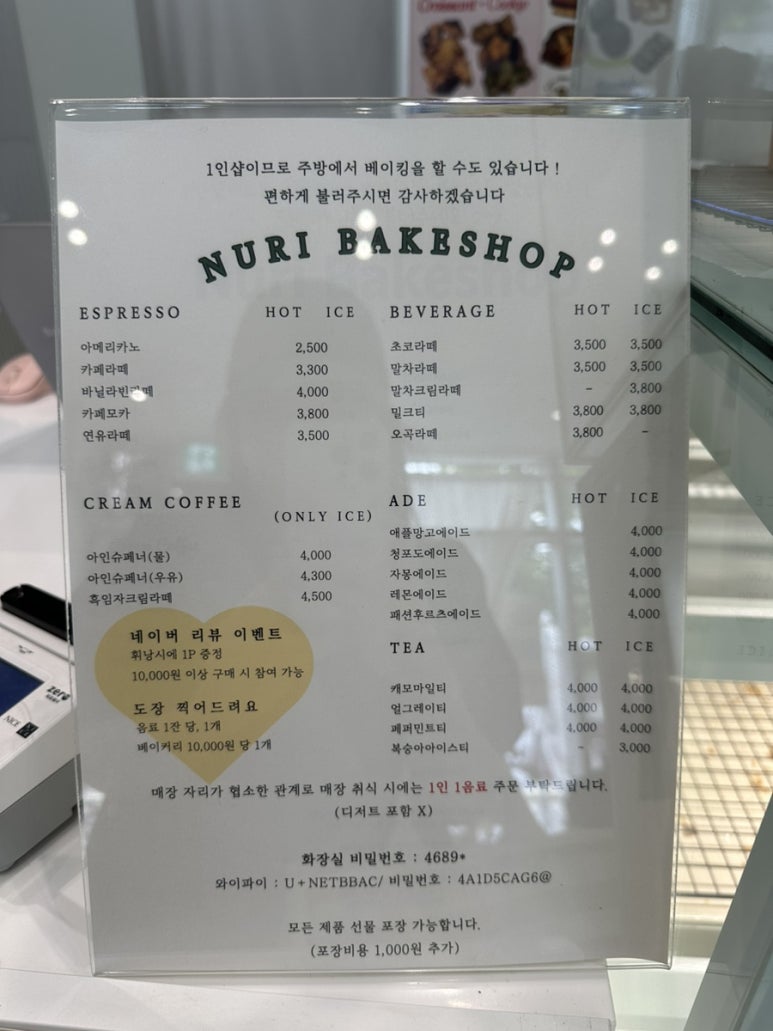 Croissant + Cookie
1인샵이므로 주방에서 베이킹을 할 수도 있습니다 !
편하게 불러주시면 감사하겠습니다
NURI BAKESHOP
ESPRESSO HOT ICE
아메리카노 2,500
카페라떼 3,300
바닐라빈라떼 4,000
카페모카 3,800
연유라떼 3,500
BEVERAGE HOT ICE
초코라떼 3,500 3,500
말차라떼 3,500 3,500
말차크림라떼 - 3,800
밀크티 3,800 3,800
오곡라떼 3,800 -
CREAM COFFEE
(ONLY ICE)
아인슈페너(물) 4,000
아인슈페너(우유) 4,300
흑임자크림라떼 4,500
ADE HOT ICE
애플망고에이드 4,000
청포도에이드 4,000
자몽에이드 4,000
레몬에이드 4,000
패션후르츠에이드 4,000
네이버 리뷰 이벤트
휘낭시에 1P 증정
10,000원 이상 구매 시 참여 가능
도장 찍어드려요
음료 1잔 당, 1개
베이커리 10,000원 당 1개
TEA HOT ICE
캐모마일티 4,000 4,000
얼그레이티 4,000 4,000
페퍼민트티 4,000 4,000
복숭아아이스티 - 3,000
매장 자리가 협소한 관계로 매장 취식 시에는 1인 1음료 주문 부탁드립니다.
(디저트 포함 X)
화장실 비밀번호 : 4689*
와이파이 : U+NETBBAC/ 비밀번호 : 4A1D5CAG6@
모든 제품 선물 포장 가능합니다.
(포장비용 1,000원 추가)
zero
NICE